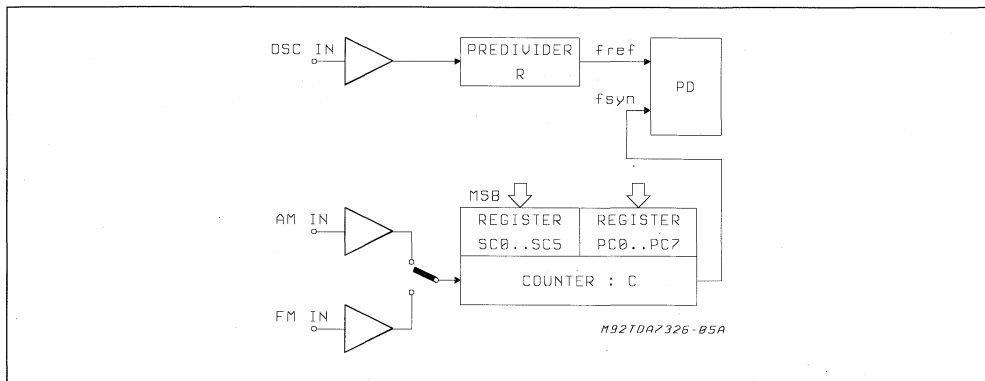 OSC IN
PREDIVIDER
R
fref
PD
fsyn
MSB
REGISTER
SC0..SC5
REGISTER
PC0..PC7
AM IN
COUNTER : C
FM IN
M92TDA7326-05A